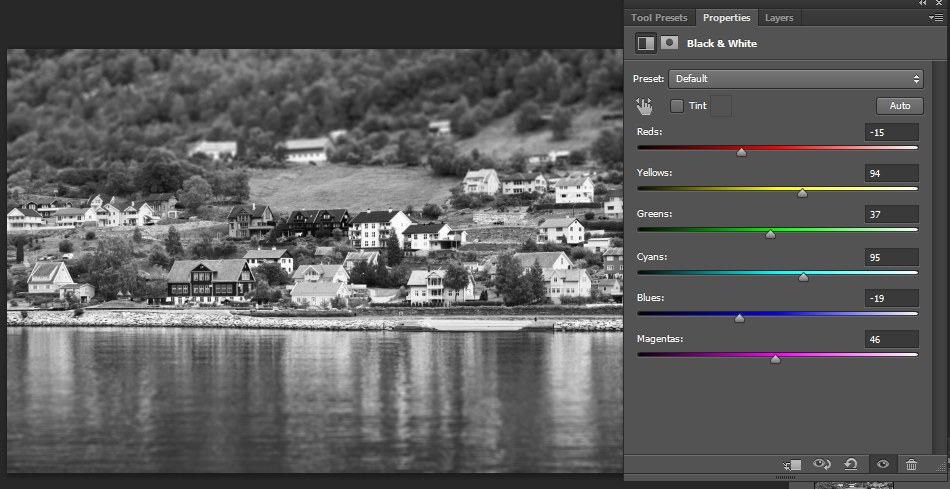 Tool Presets Properties Layers
Black & White
Preset: Default
Tint Auto
Reds: -15
Yellows: 94
Greens: 37
Cyans: 95
Blues: -19
Magentas: 46